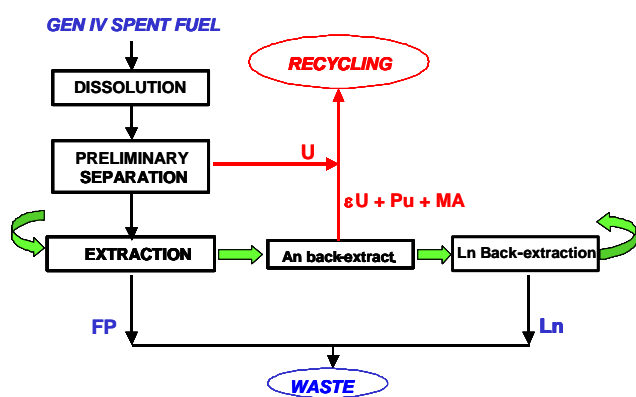 GEN IV SPENT FUEL
DISSOLUTION
RECYCLING
PRELIMINARY
SEPARATION
U
εU + Pu + MA
EXTRACTION
An back-extract.
Ln Back-extraction
FP
Ln
WASTE